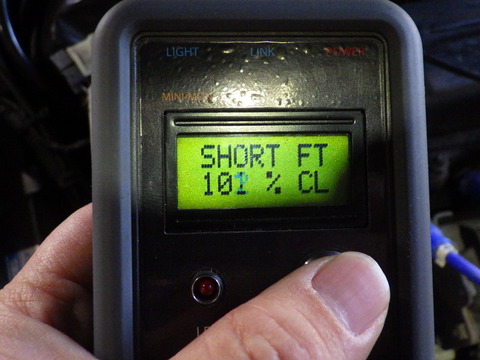 LIGHT LINK POWER
SHORT FT
101 % CL